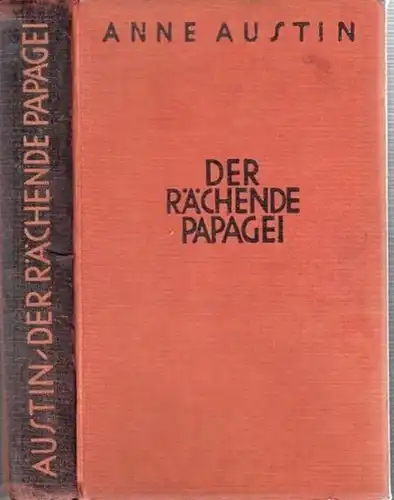 AUSTIN, DER RÄCHENDE PAPAGEI
ANNE AUSTIN
DER
RÄCHENDE
PAPAGEI